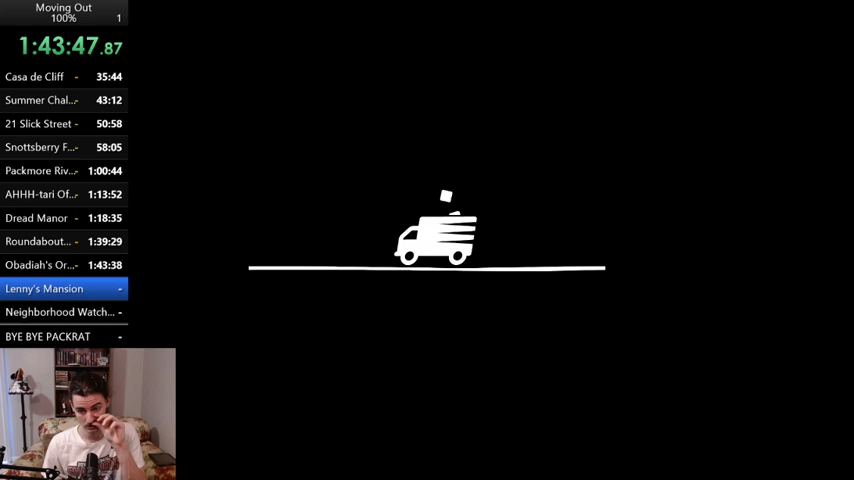 Moving Out
100% 1
1:43:47.87
Casa de Cliff - 35:44
Summer Chal... - 43:12
21 Slick Street - 50:58
Snottsberry F... - 58:05
Packmore Riv... - 1:00:44
AHHH-tari Of... - 1:13:52
Dread Manor - 1:18:35
Roundabout... - 1:39:29
Obadiah's Or... - 1:43:38
Lenny's Mansion -
Neighborhood Watch... -
BYE BYE PACKRAT -